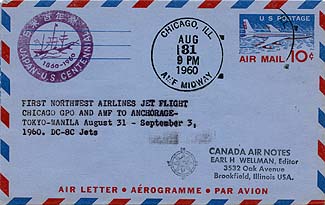 JAPAN-U.S. CENTENNIAL
1860-1960
CHICAGO, ILL
AUG
31
9 PM
1960
AMF MIDWAY
U S POSTAGE
AIR MAIL 10¢
FIRST NORTHWEST AIRLINES JET FLIGHT
CHICAGO GPO AND AMF TO ANCHORAGE-
TOKYO-MANILA August 31 - September 3,
1960. DC-8C Jets
CANADA AIR NOTES
EARL H. WELLMAN, Editor
3532 Oak Avenue
Brookfield, Illinois USA.
AIR LETTER · AÉROGRAMME · PAR AVION